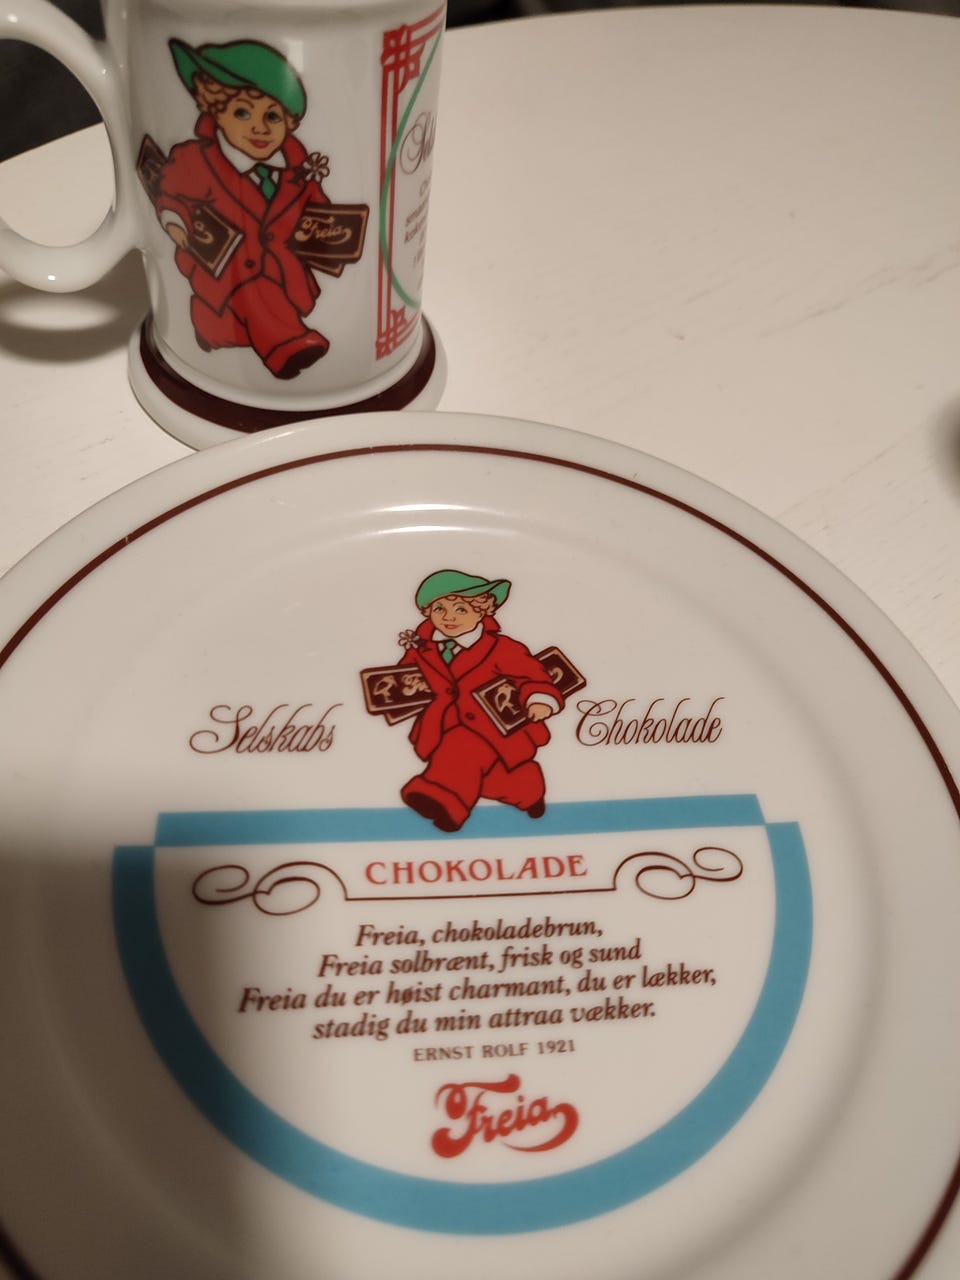 Freia
Selskabs Chokolade
CHOKOLADE
Freia, chokoladebrun,
Freia solbrænt, frisk og sund
Freia du er høist charmant, du er lækker,
stadig du min attraa vækker.
ERNST ROLF 1921
Freia